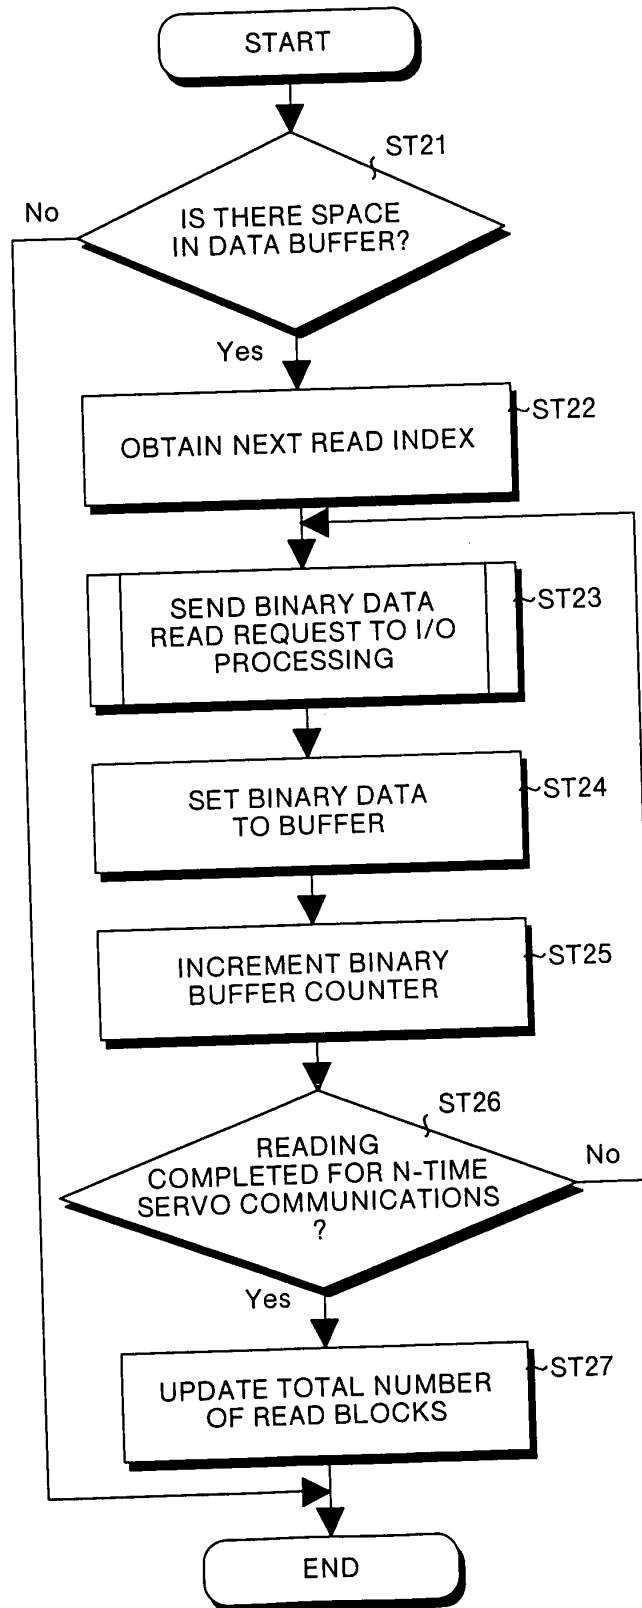 START
ST21
No
IS THERE SPACE
IN DATA BUFFER?
Yes
ST22
OBTAIN NEXT READ INDEX
SEND BINARY DATA
READ REQUEST TO I/O
PROCESSING
ST23
SET BINARY DATA
TO BUFFER
ST24
INCREMENT BINARY
BUFFER COUNTER
ST25
ST26
READING
COMPLETED FOR N-TIME
SERVO COMMUNICATIONS
?
No
Yes
UPDATE TOTAL NUMBER
OF READ BLOCKS
ST27
END